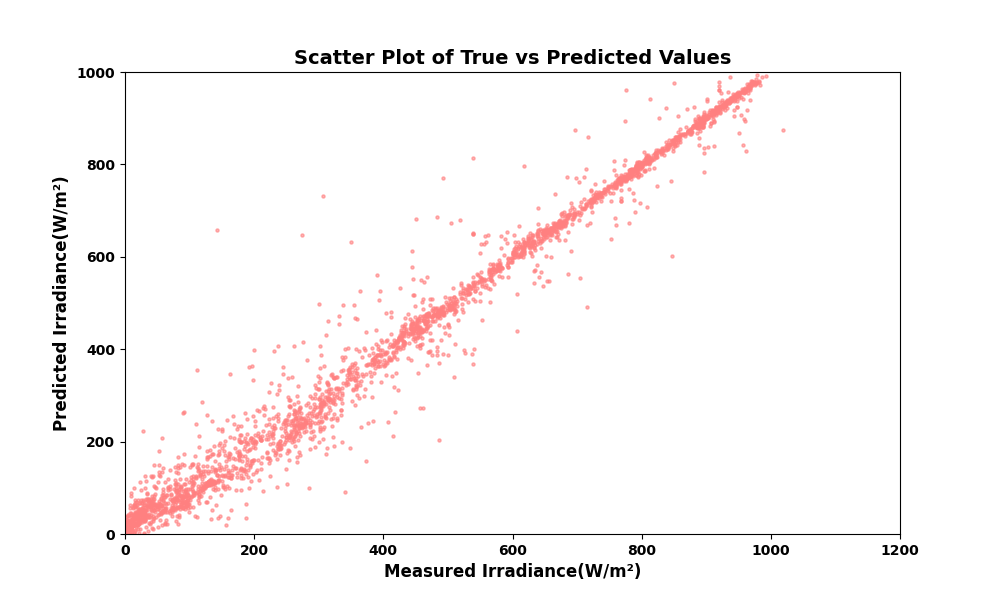 Scatter Plot of True vs Predicted Values
1000
800
600
400
200
0
Predicted Irradiance(W/m²)
0 200 400 600 800 1000 1200
Measured Irradiance(W/m²)